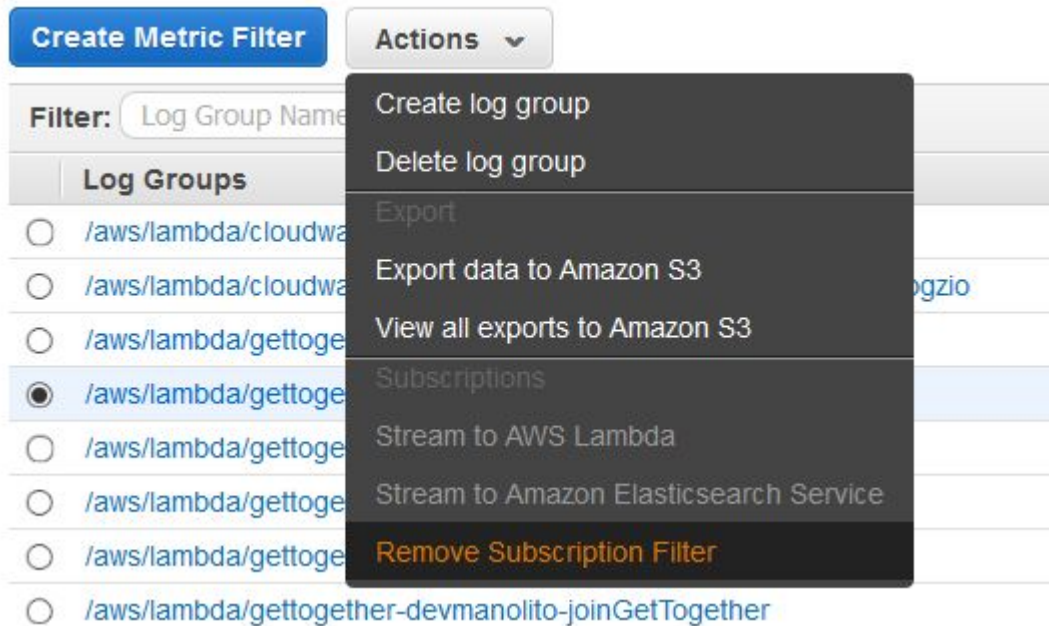 Create Metric Filter
Actions
Filter: Log Group Name
Create log group
Delete log group
Log Groups
Export
/aws/lambda/cloudwa
Export data to Amazon S3
/aws/lambda/cloudwa ogzio
View all exports to Amazon S3
/aws/lambda/gettoge
Subscriptions
/aws/lambda/gettoge
Stream to AWS Lambda
/aws/lambda/gettoge
Stream to Amazon Elasticsearch Service
/aws/lambda/gettoge
Remove Subscription Filter
/aws/lambda/gettoge
/aws/lambda/gettogether-devmanolito-joinGetTogether